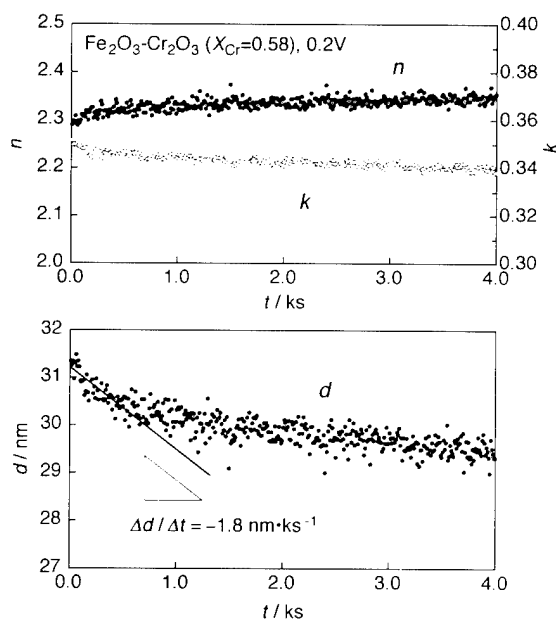 Fe₂O₃-Cr₂O₃ (X_Cr=0.58), 0.2V
n
k
2.5
2.4
2.3
2.2
2.1
2.0
n
0.40
0.38
0.36
0.34
0.32
0.30
k
0.0 1.0 2.0 3.0 4.0
t / ks
32
31
30
29
28
27
d / nm
d
Δd / Δt = −1.8 nm•ks⁻¹
0.0 1.0 2.0 3.0 4.0
t / ks